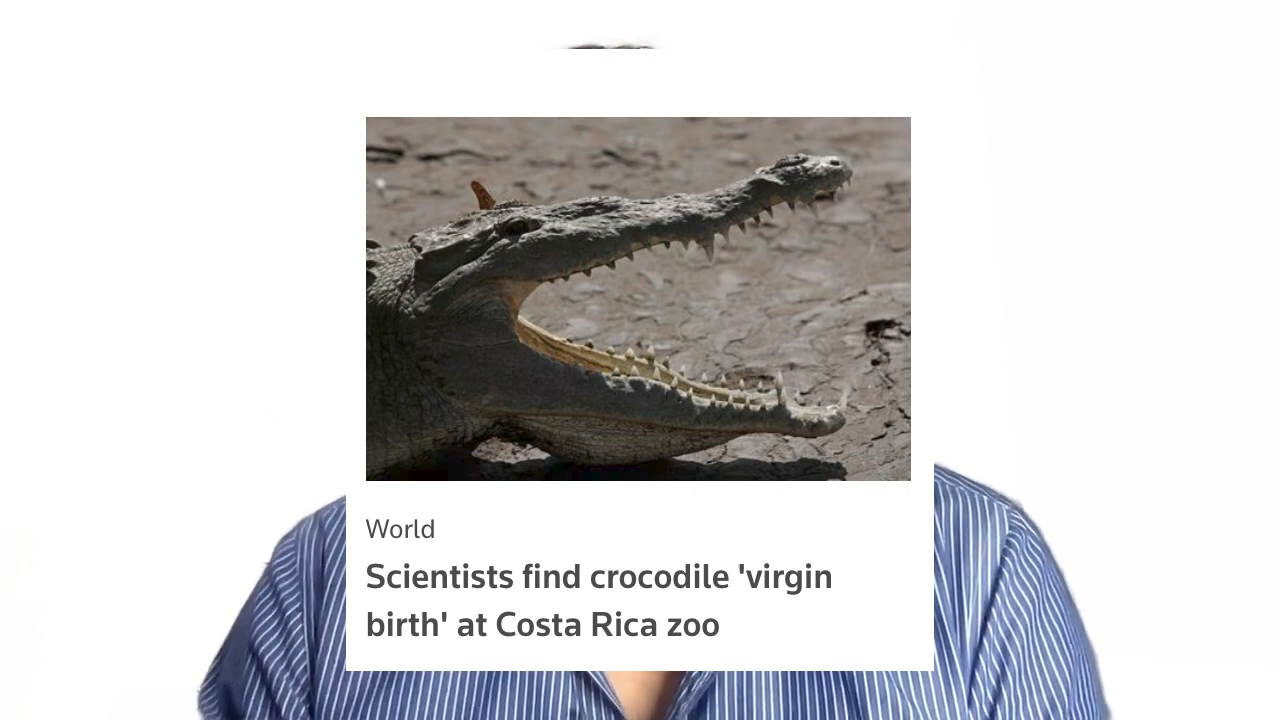 World
Scientists find crocodile 'virgin
birth' at Costa Rica zoo